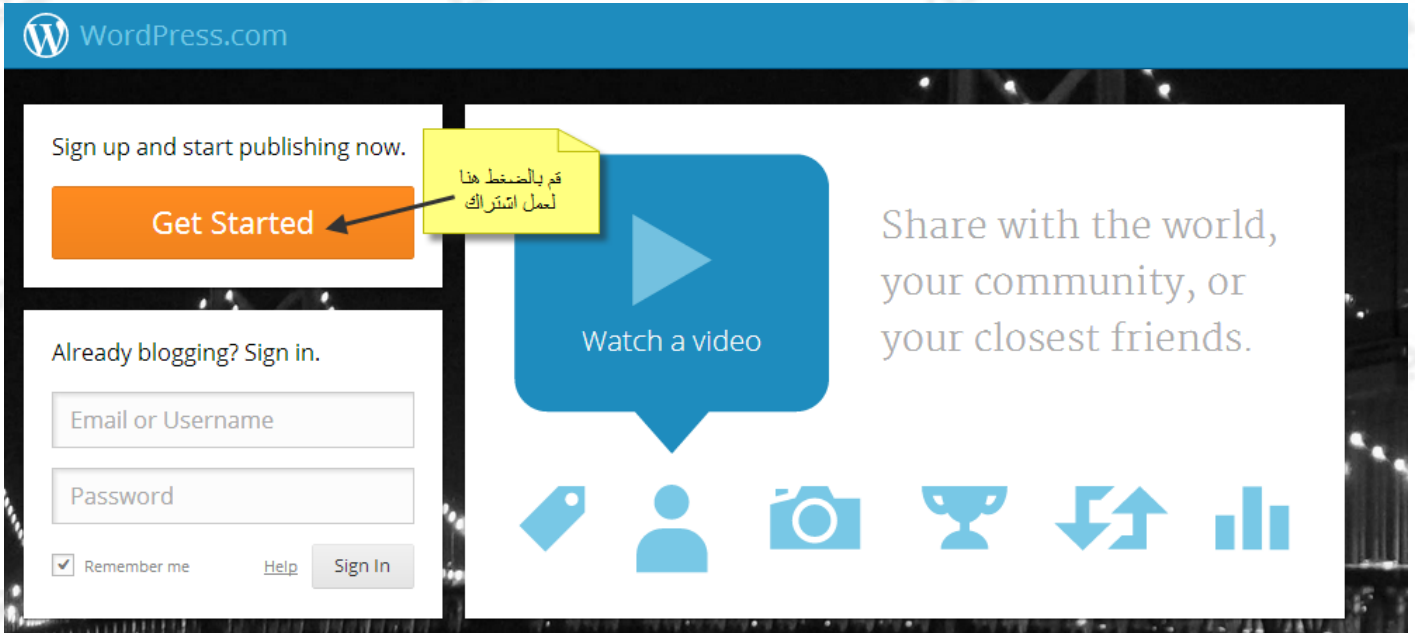 WordPress.com
Sign up and start publishing now.
Get Started
قم بالضغط هنا
لعمل اشتراك
Already blogging? Sign in.
Email or Username
Password
Remember me
Help
Sign In
Watch a video
Share with the world,
your community, or
your closest friends.